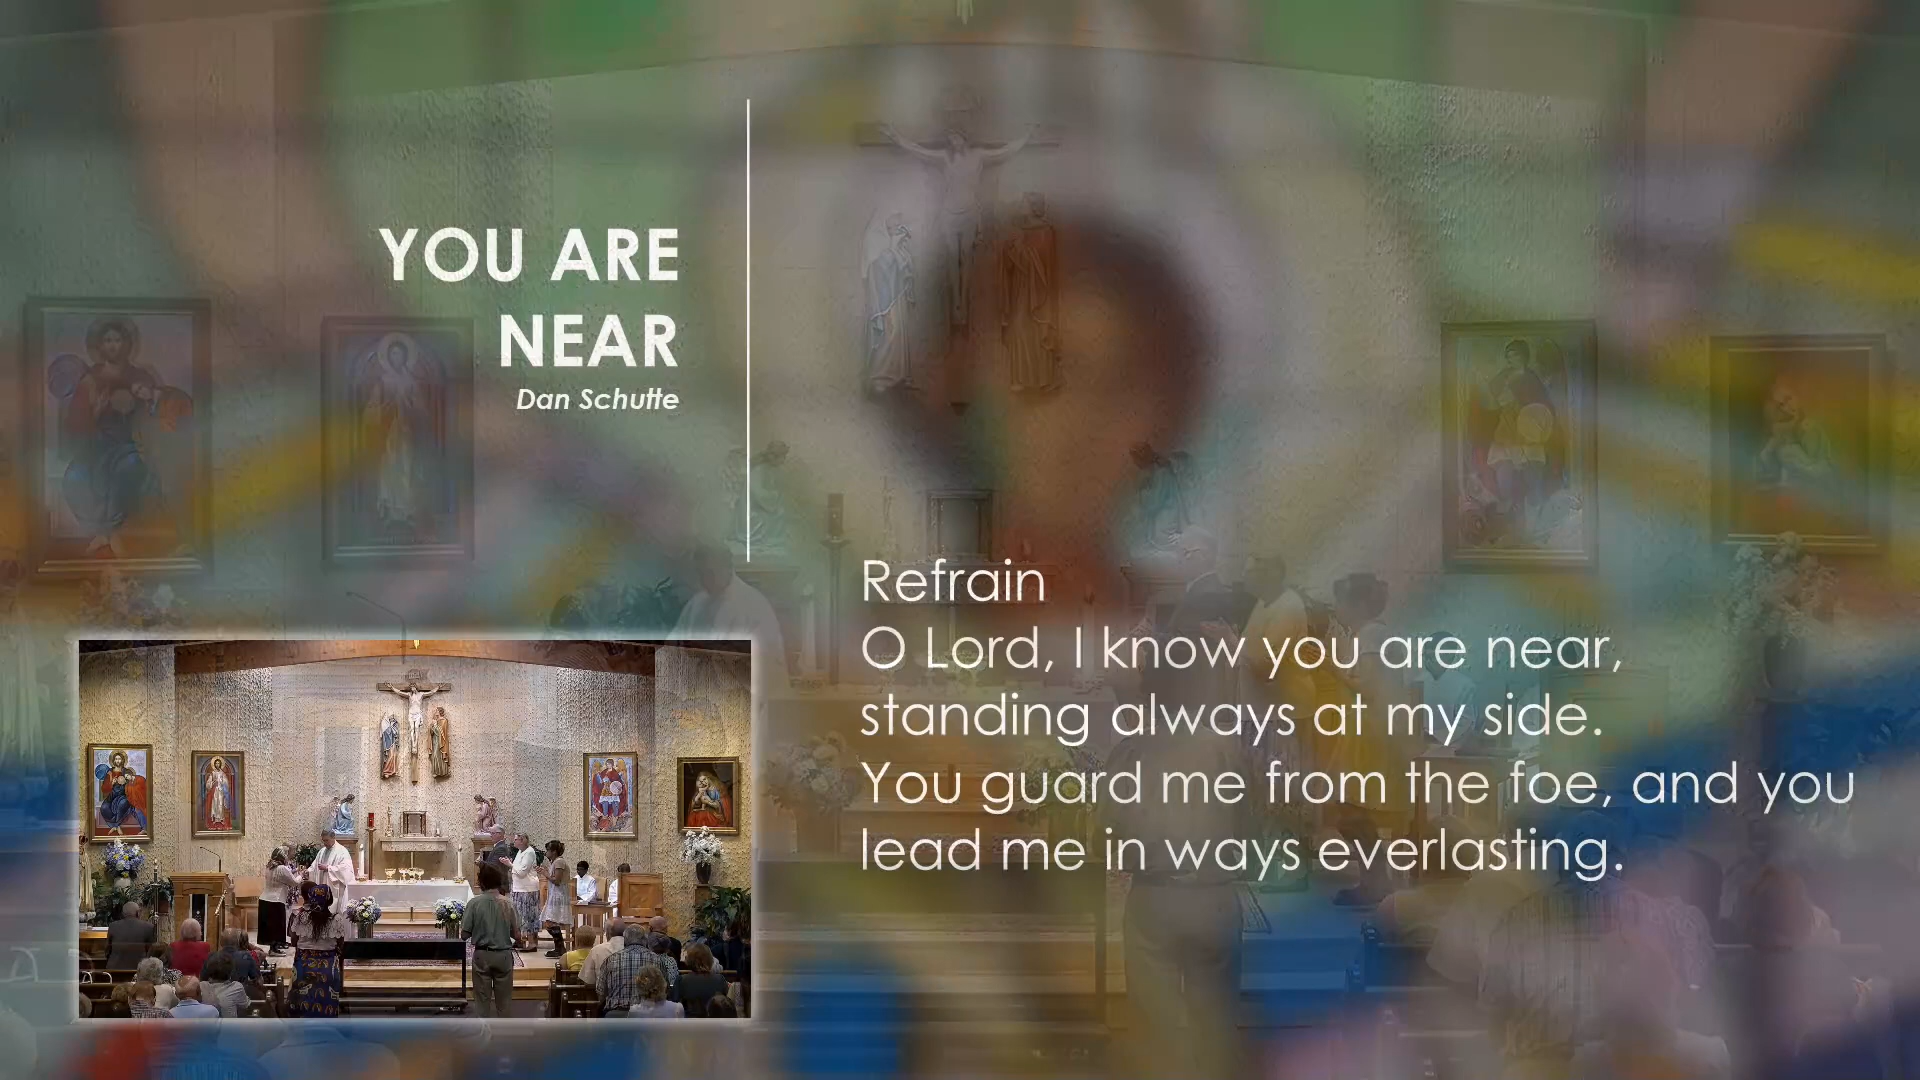 YOU ARE
NEAR
Dan Schutte
Refrain
O Lord, I know you are near,
standing always at my side.
You guard me from the foe, and you
lead me in ways everlasting.